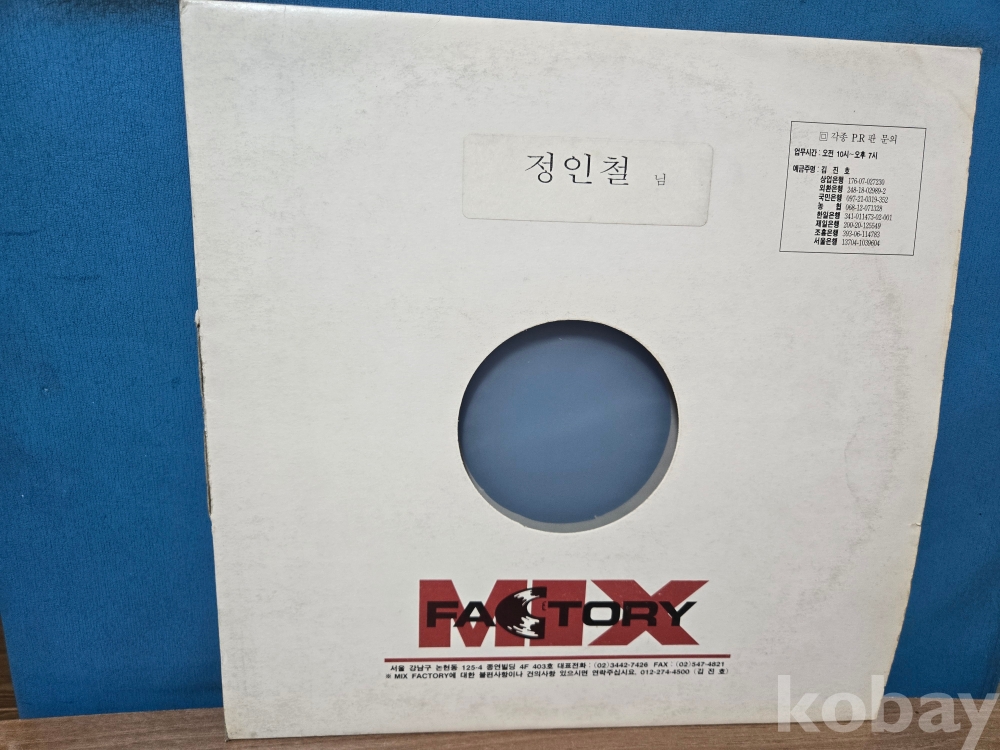 정인철 님
回 각종 P.R 판 문의
업무시간 : 오전 10시~오후 7시
예금주명 : 김 진 호
상업은행 176-07-027230
외환은행 248-18-02989-2
국민은행 097-21-0319-352
농 협 068-12-071328
한일은행 341-011473-02-001
제일은행 200-20-125549
조흥은행 393-06-114763
서울은행 13704-1039604
MIX
FACTORY
서울 강남구 논현동 125-4 종연빌딩 4F 403호 대표전화 : (02)3442-7426 FAX : (02)547-4821
※ MIX FACTORY에 대한 불편사항이나 건의사항 있으시면 연락주십시요. 012-274-4500 (김 진 호)
kobay